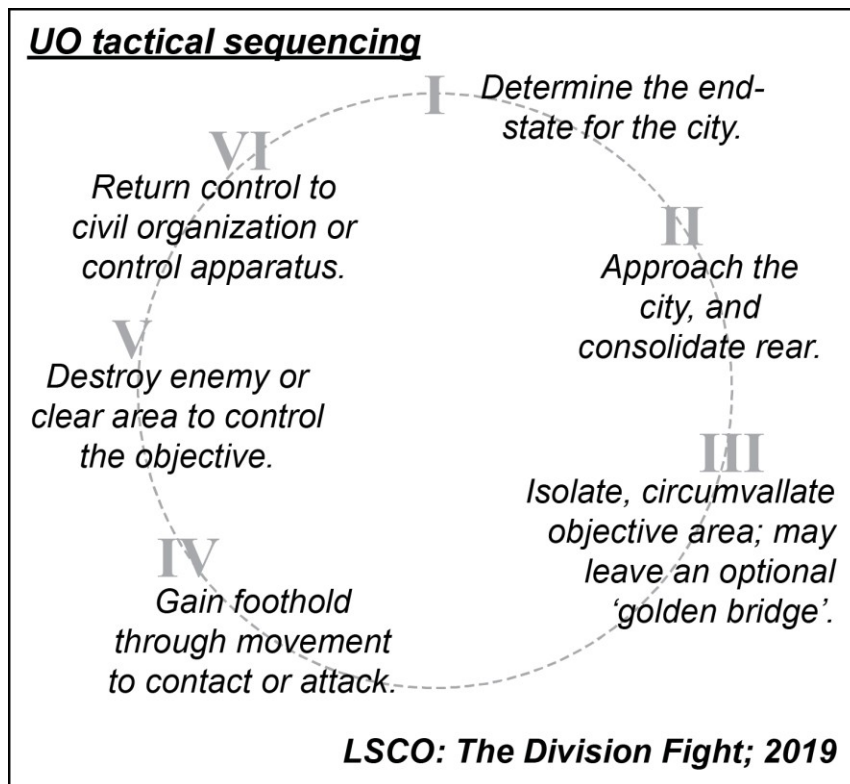 UO tactical sequencing
I
Determine the end-
state for the city.
II
Approach the
city, and
consolidate rear.
III
Isolate, circumvallate
objective area; may
leave an optional
‘golden bridge’.
IV
Gain foothold
through movement
to contact or attack.
V
Destroy enemy or
clear area to control
the objective.
VI
Return control to
civil organization or
control apparatus.
LSCO: The Division Fight; 2019